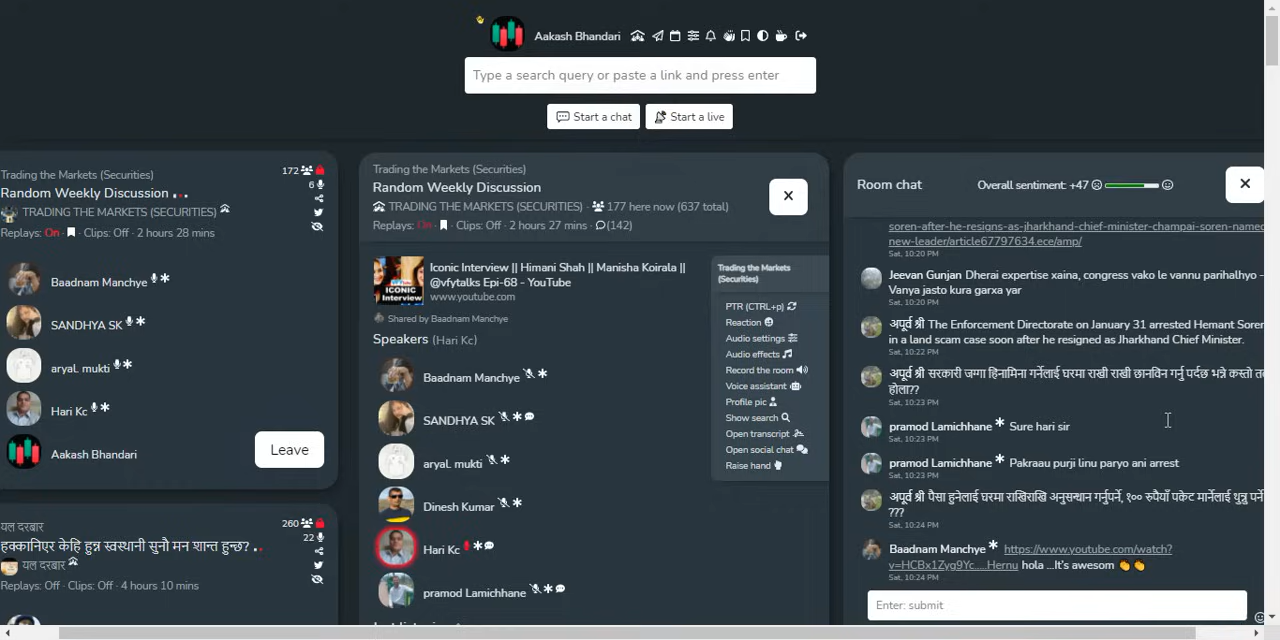 Aakash Bhandari
Type a search query or paste a link and press enter
Start a chat
Start a live
Trading the Markets (Securities)
172
Random Weekly Discussion
6
TRADING THE MARKETS (SECURITIES)
Replays: On · Clips: Off · 2 hours 28 mins
Baadnam Manchye
SANDHYA SK
aryal. mukti
Hari Kc
Aakash Bhandari
Leave
यल दरबार
260
22
हक्कानिएर केहि हुन्न स्वस्थानी सुनौ मन शान्त हुन्छ?
यल दरबार
Replays: Off · Clips: Off · 4 hours 10 mins
Trading the Markets (Securities)
Random Weekly Discussion
TRADING THE MARKETS (SECURITIES) · 177 here now (637 total)
Replays: On · Clips: Off · 2 hours 27 mins · (142)
Iconic Interview || Himani Shah || Manisha Koirala ||
@vfytalks Epi-68 - YouTube
www.youtube.com
ICONIC
Interview
Shared by Baadnam Manchye
Speakers (Hari Kc)
Baadnam Manchye
SANDHYA SK
aryal. mukti
Dinesh Kumar
Hari Kc
pramod Lamichhane
Trading the Markets
(Securities)
PTR (CTRL+p)
Reaction
Audio settings
Audio effects
Record the room
Voice assistant
Profile pic
Show search
Open transcript
Open social chat
Raise hand
Room chat
Overall sentiment: +47
soren-after-he-resigns-as-jharkhand-chief-minister-champai-soren-named
new-leader/article67797634.ece/amp/
Sat, 10:20 PM
Jeevan Gunjan Dherai expertise xaina, congress vako le vannu parihalhyo -
Vanya jasto kura garxa yar
Sat, 10:20 PM
अपूर्व श्री The Enforcement Directorate on January 31 arrested Hemant Soren
in a land scam case soon after he resigned as Jharkhand Chief Minister.
Sat, 10:22 PM
अपूर्व श्री सरकारी जग्गा हिनामिना गर्नेलाई घरमा राखी राखी छानविन गर्नु पर्दछ भन्ने कस्तो
होला??
Sat, 10:23 PM
pramod Lamichhane Sure hari sir
Sat, 10:23 PM
pramod Lamichhane Pakraau purji linu paryo ani arrest
Sat, 10:23 PM
अपूर्व श्री पैसा हुनेलाई घरमा राखिराखि अनुसन्धान गर्नुपर्ने, १०० रुपैयाँ पकेट मार्नेलाई थुन्नु पर्ने
???
Sat, 10:24 PM
Baadnam Manchye https://www.youtube.com/watch?
v=HCBx1Zyg9Yc....Hernu hola ...It's awesom 👏 👏
Sat, 10:24 PM
Enter: submit